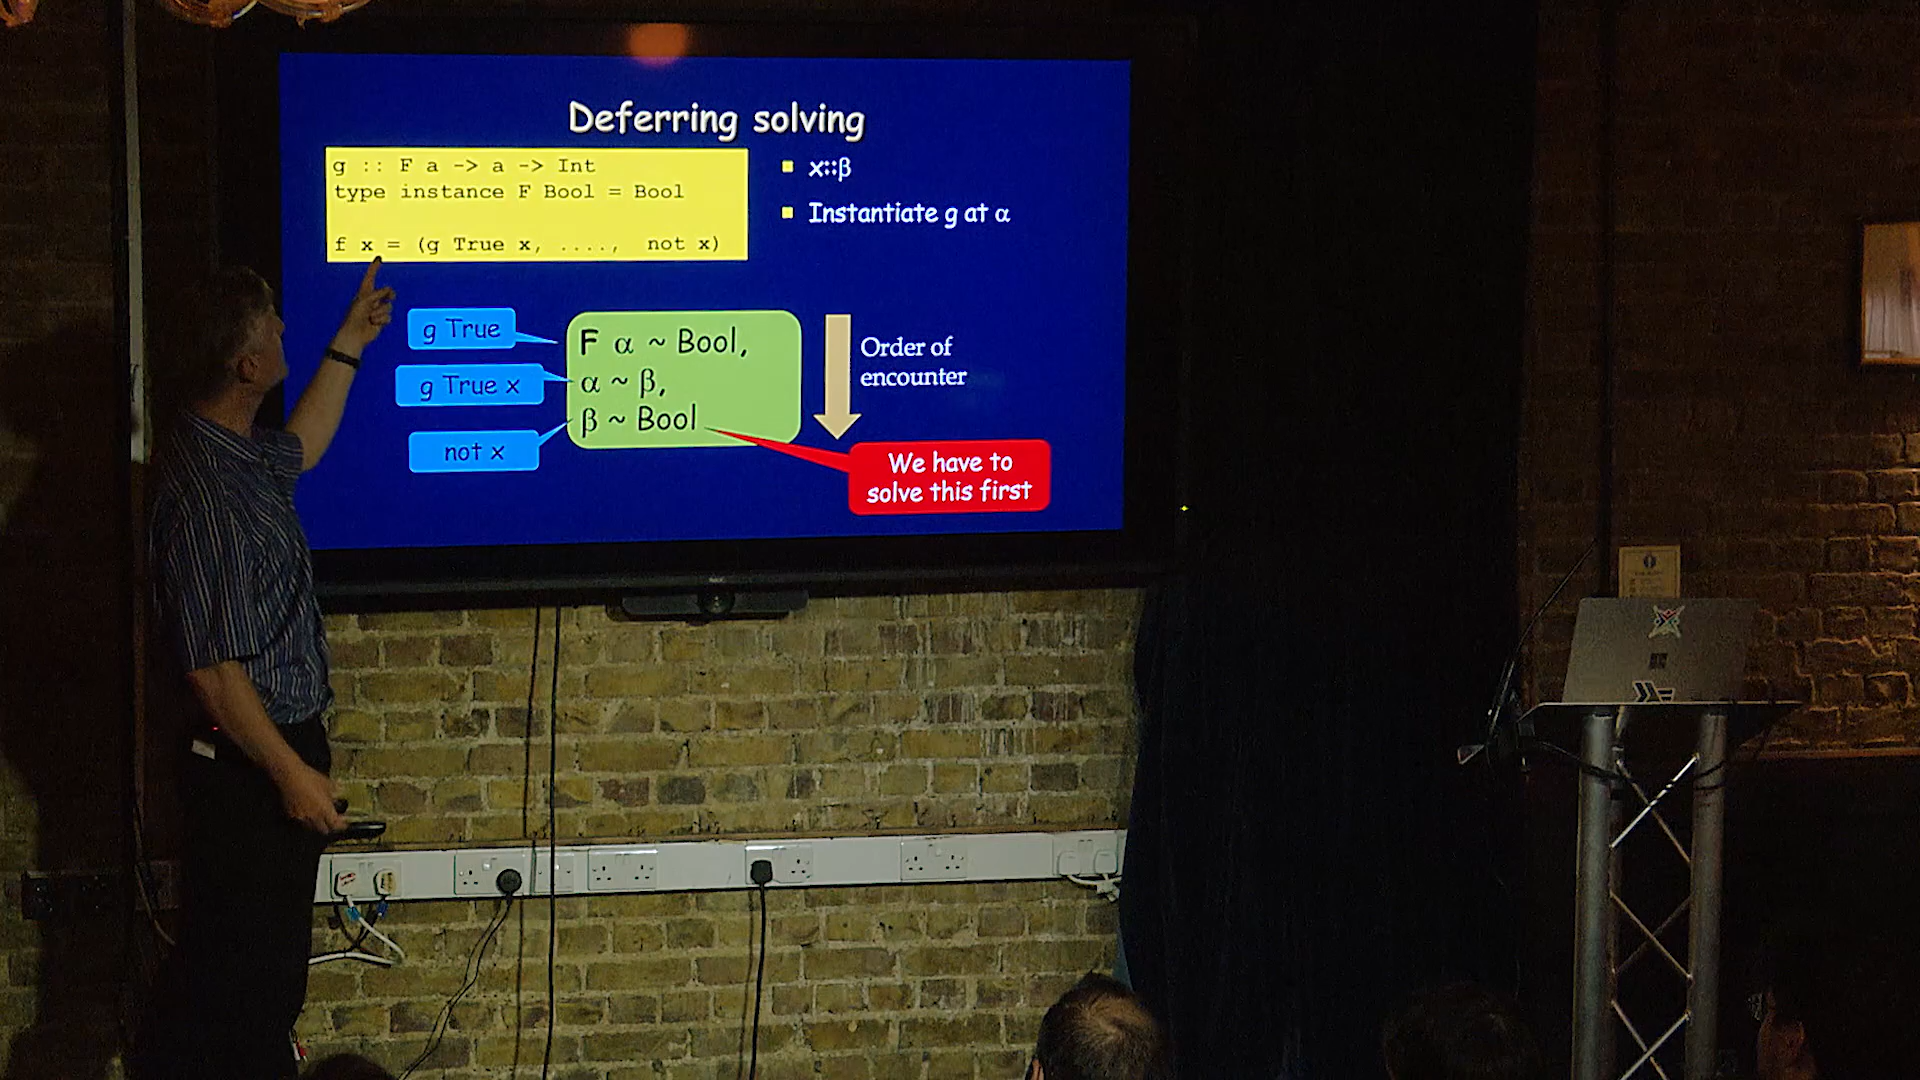 Deferring solving
g :: F a -> a -> Int
type instance F Bool = Bool
f x = (g True x, ...., not x)
x::β
Instantiate g at α
g True
g True x
not x
F α ~ Bool,
α ~ β,
β ~ Bool
Order of
encounter
We have to
solve this first